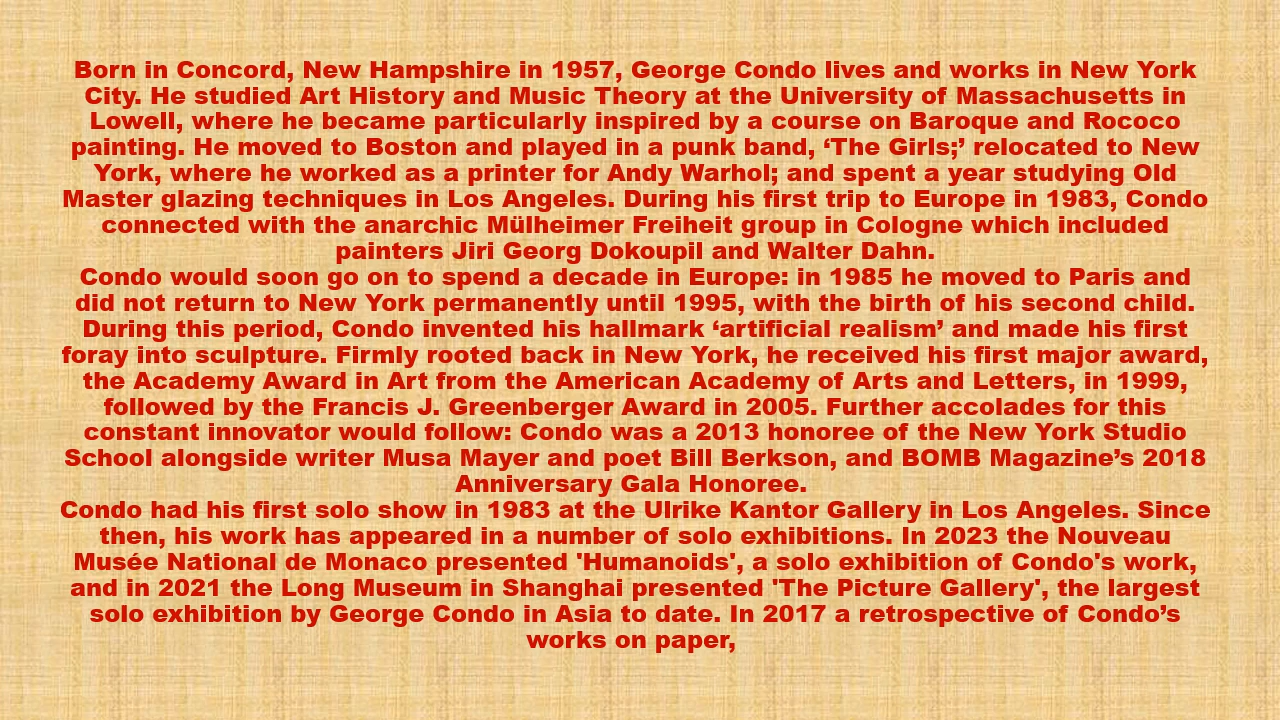 Born in Concord, New Hampshire in 1957, George Condo lives and works in New York
City. He studied Art History and Music Theory at the University of Massachusetts in
Lowell, where he became particularly inspired by a course on Baroque and Rococo
painting. He moved to Boston and played in a punk band, ‘The Girls;’ relocated to New
York, where he worked as a printer for Andy Warhol; and spent a year studying Old
Master glazing techniques in Los Angeles. During his first trip to Europe in 1983, Condo
connected with the anarchic Mülheimer Freiheit group in Cologne which included
painters Jiri Georg Dokoupil and Walter Dahn.
Condo would soon go on to spend a decade in Europe: in 1985 he moved to Paris and
did not return to New York permanently until 1995, with the birth of his second child.
During this period, Condo invented his hallmark ‘artificial realism’ and made his first
foray into sculpture. Firmly rooted back in New York, he received his first major award,
the Academy Award in Art from the American Academy of Arts and Letters, in 1999,
followed by the Francis J. Greenberger Award in 2005. Further accolades for this
constant innovator would follow: Condo was a 2013 honoree of the New York Studio
School alongside writer Musa Mayer and poet Bill Berkson, and BOMB Magazine’s 2018
Anniversary Gala Honoree.
Condo had his first solo show in 1983 at the Ulrike Kantor Gallery in Los Angeles. Since
then, his work has appeared in a number of solo exhibitions. In 2023 the Nouveau
Musée National de Monaco presented 'Humanoids', a solo exhibition of Condo's work,
and in 2021 the Long Museum in Shanghai presented 'The Picture Gallery', the largest
solo exhibition by George Condo in Asia to date. In 2017 a retrospective of Condo’s
works on paper,